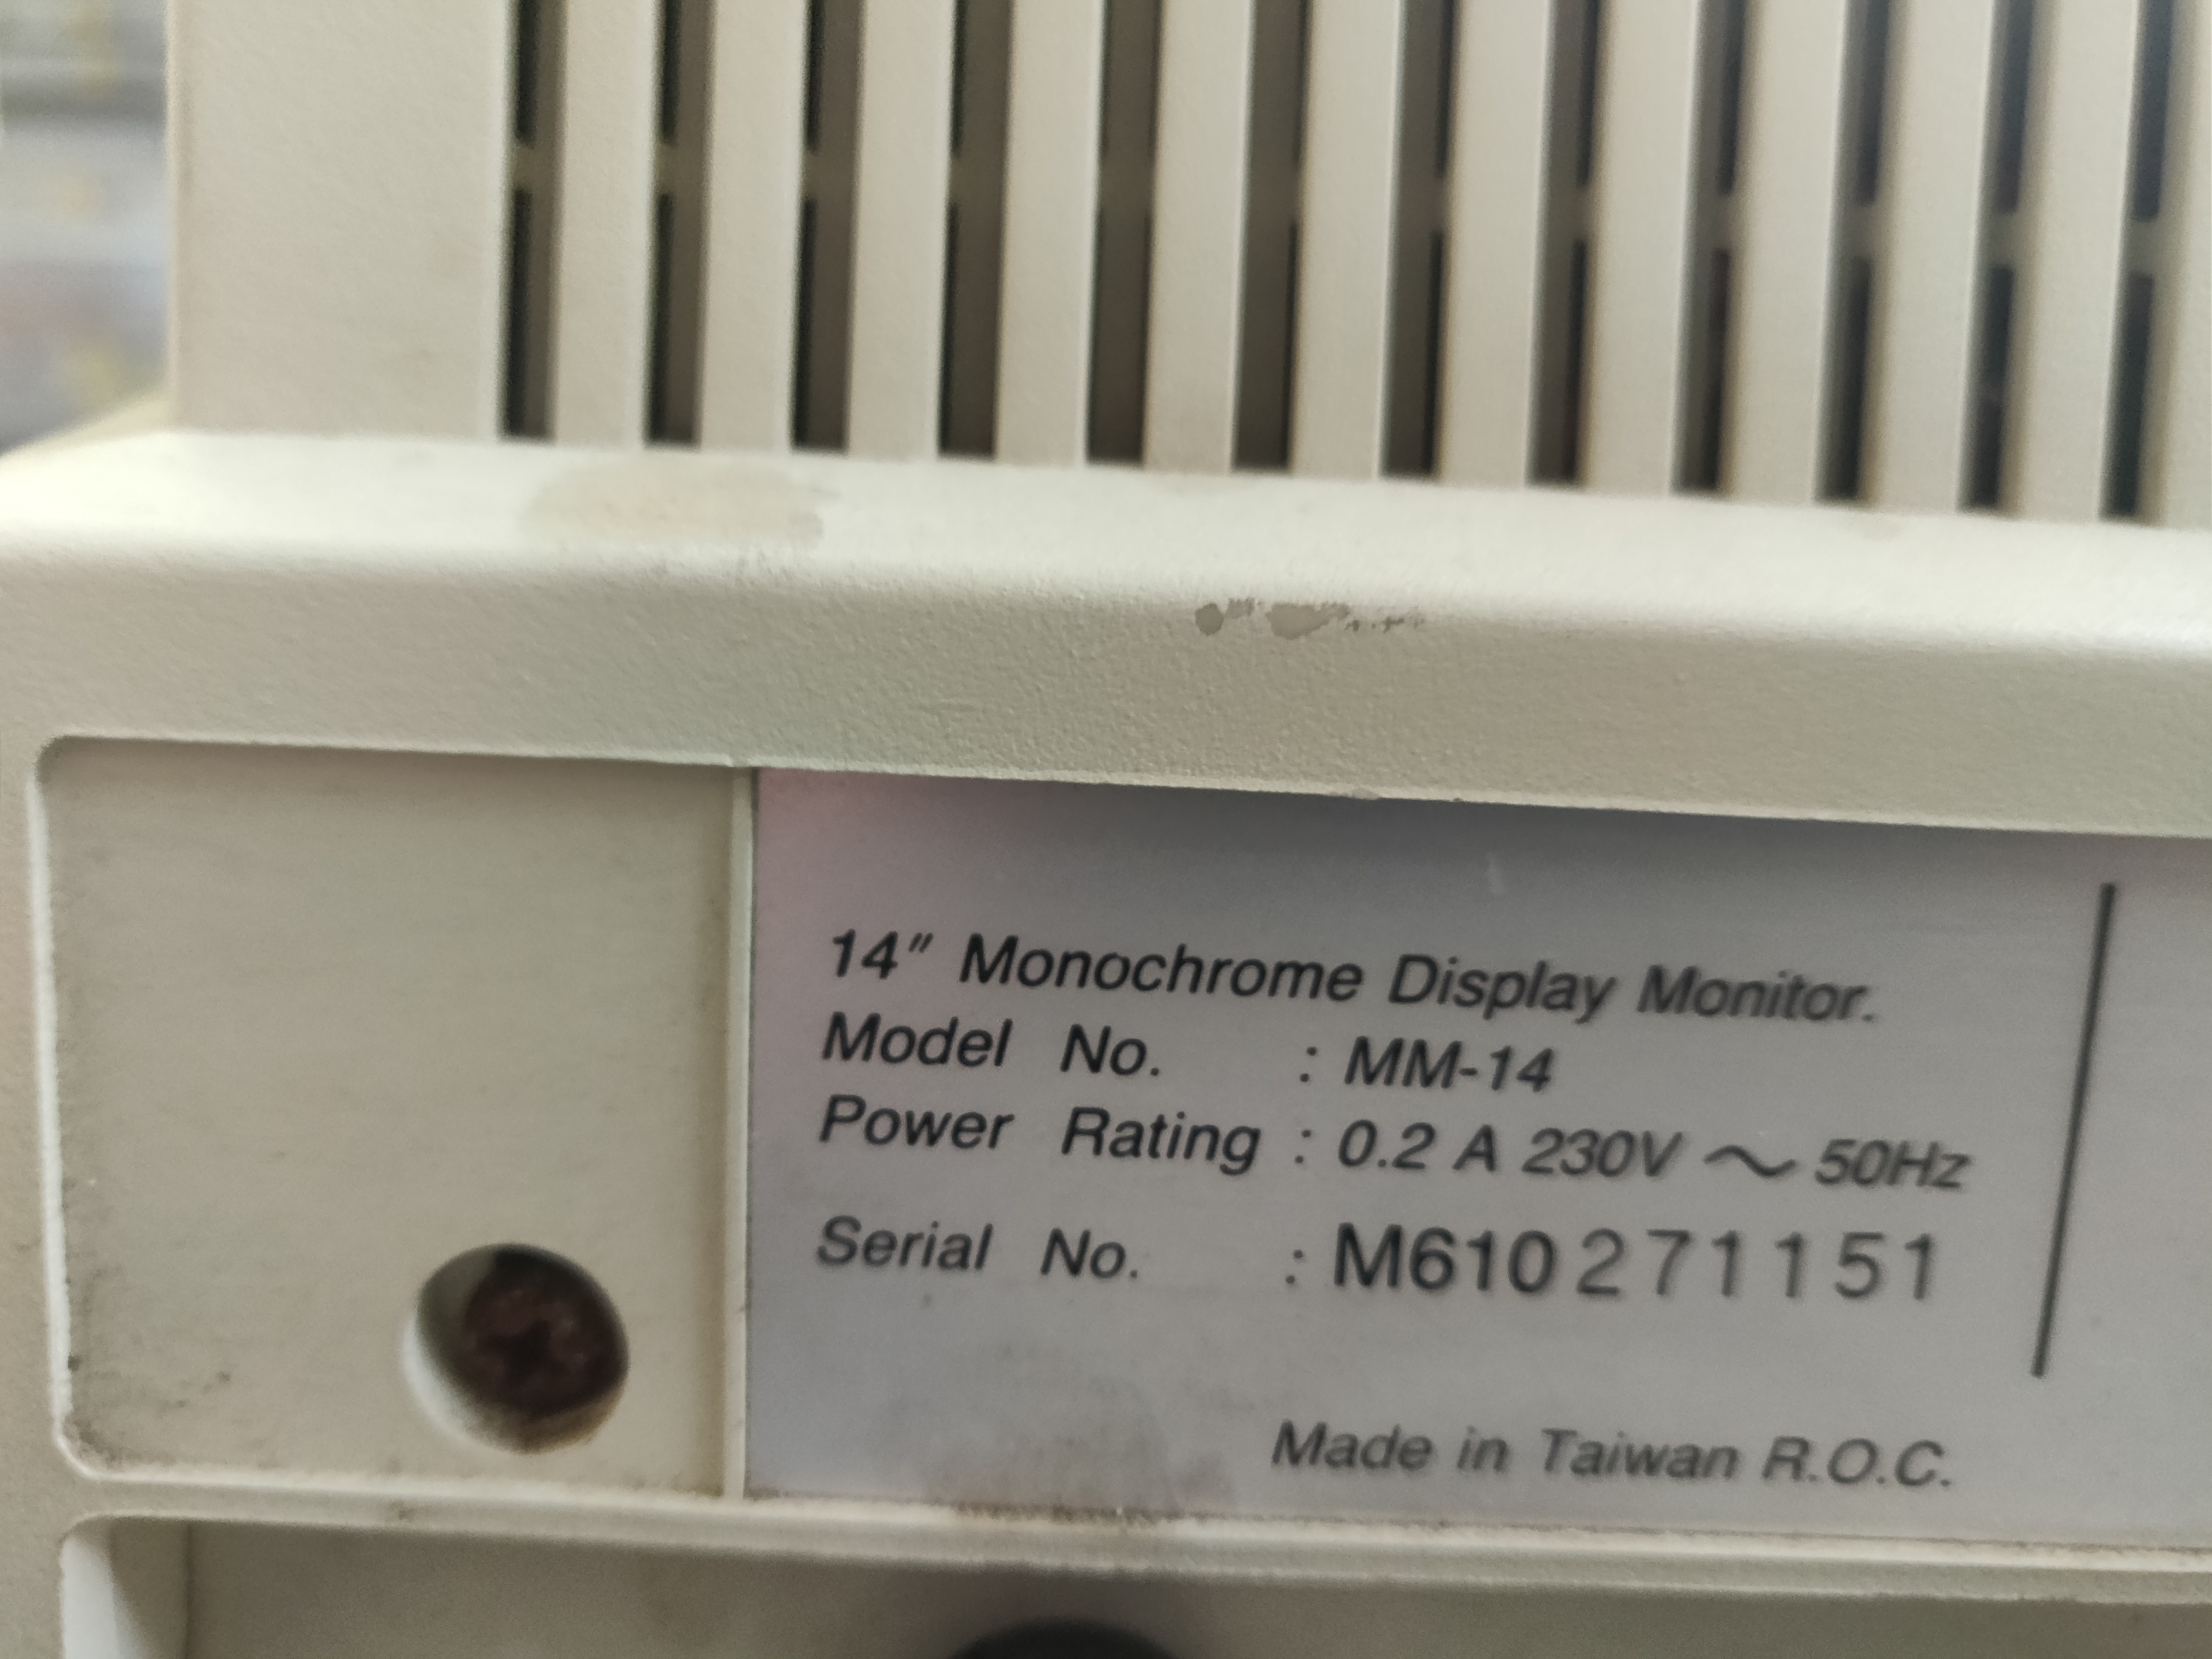 14" Monochrome Display Monitor.
Model No. : MM-14
Power Rating : 0.2 A 230V ～ 50Hz
Serial No. : M610271151
Made in Taiwan R.O.C.